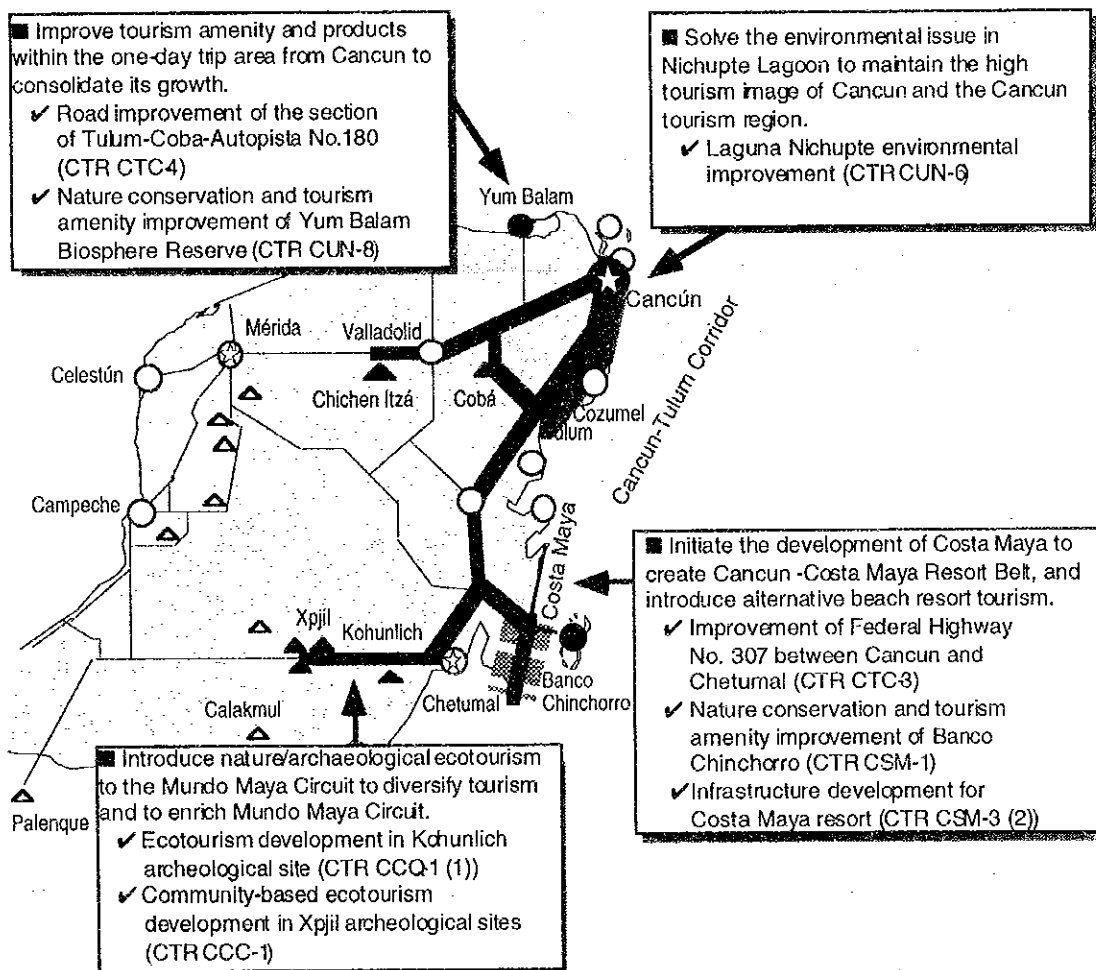 ■ Improve tourism amenity and products
within the one-day trip area from Cancun to
consolidate its growth.
✔ Road improvement of the section
of Tulum-Coba-Autopista No.180
(CTR CTC-4)
✔ Nature conservation and tourism
amenity improvement of Yum Balam
Biosphere Reserve (CTR CUN-8)
■ Solve the environmental issue in
Nichupte Lagoon to maintain the high
tourism image of Cancun and the Cancun
tourism region.
✔ Laguna Nichupte environmental
improvement (CTR CUN-6)
Yum Balam
Cancún
Mérida
Valladolid
Celestún
Chichen Itzá
Cobá
Cozumel
Tulum
Cancun-Tulum Corridor
Campeche
Costa Maya
Xpjil
Kohunlich
Calakmul
Chetumal
Banco
Chinchorro
Palenque
■ Initiate the development of Costa Maya to
create Cancun -Costa Maya Resort Belt, and
introduce alternative beach resort tourism.
✔ Improvement of Federal Highway
No. 307 between Cancun and
Chetumal (CTR CTC-3)
✔ Nature conservation and tourism
amenity improvement of Banco
Chinchorro (CTR CSM-1)
✔ Infrastructure development for
Costa Maya resort (CTR CSM-3 (2))
■ Introduce nature/archaeological ecotourism
to the Mundo Maya Circuit to diversify tourism
and to enrich Mundo Maya Circuit.
✔ Ecotourism development in Kohunlich
archeological site (CTR CCQ-1 (1))
✔ Community-based ecotourism
development in Xpjil archeological sites
(CTR CCC-1)